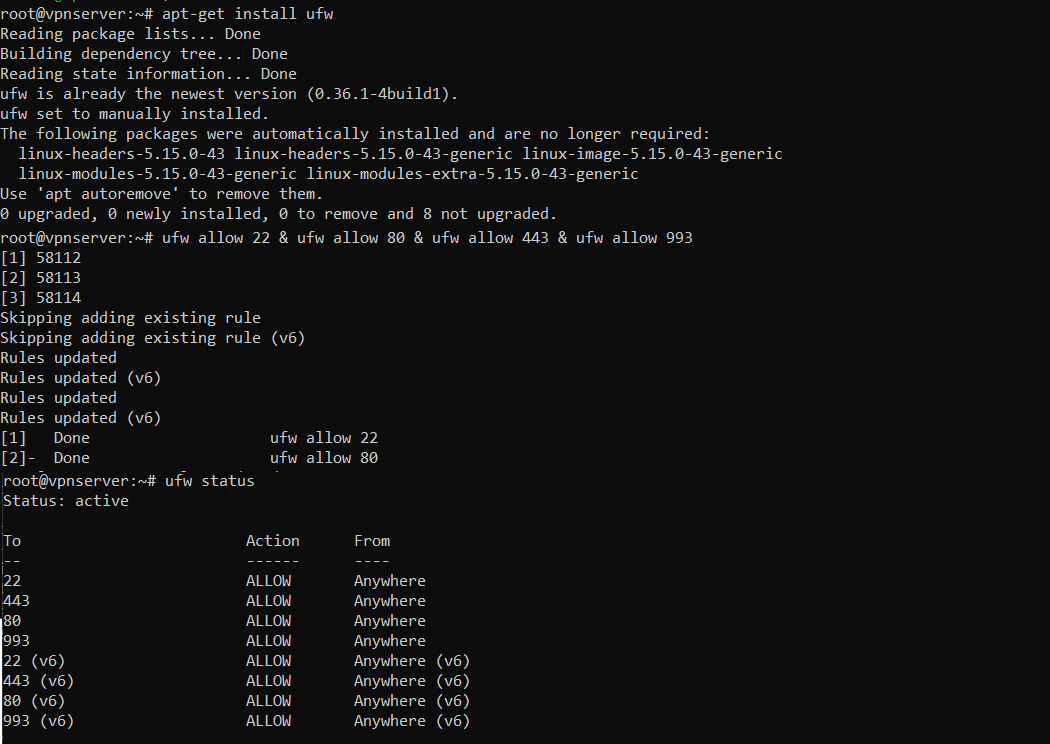 root@vpnserver:~# apt-get install ufw
Reading package lists... Done
Building dependency tree... Done
Reading state information... Done
ufw is already the newest version (0.36.1-4build1).
ufw set to manually installed.
The following packages were automatically installed and are no longer required:
  linux-headers-5.15.0-43 linux-headers-5.15.0-43-generic linux-image-5.15.0-43-generic
  linux-modules-5.15.0-43-generic linux-modules-extra-5.15.0-43-generic
Use 'apt autoremove' to remove them.
0 upgraded, 0 newly installed, 0 to remove and 8 not upgraded.
root@vpnserver:~# ufw allow 22 & ufw allow 80 & ufw allow 443 & ufw allow 993
[1] 58112
[2] 58113
[3] 58114
Skipping adding existing rule
Skipping adding existing rule (v6)
Rules updated
Rules updated (v6)
Rules updated
Rules updated (v6)
[1]   Done                    ufw allow 22
[2]-  Done                    ufw allow 80
root@vpnserver:~# ufw status
Status: active
To                         Action      From
--                         ------      ----
22                         ALLOW       Anywhere
443                        ALLOW       Anywhere
80                         ALLOW       Anywhere
993                        ALLOW       Anywhere
22 (v6)                    ALLOW       Anywhere (v6)
443 (v6)                   ALLOW       Anywhere (v6)
80 (v6)                    ALLOW       Anywhere (v6)
993 (v6)                   ALLOW       Anywhere (v6)